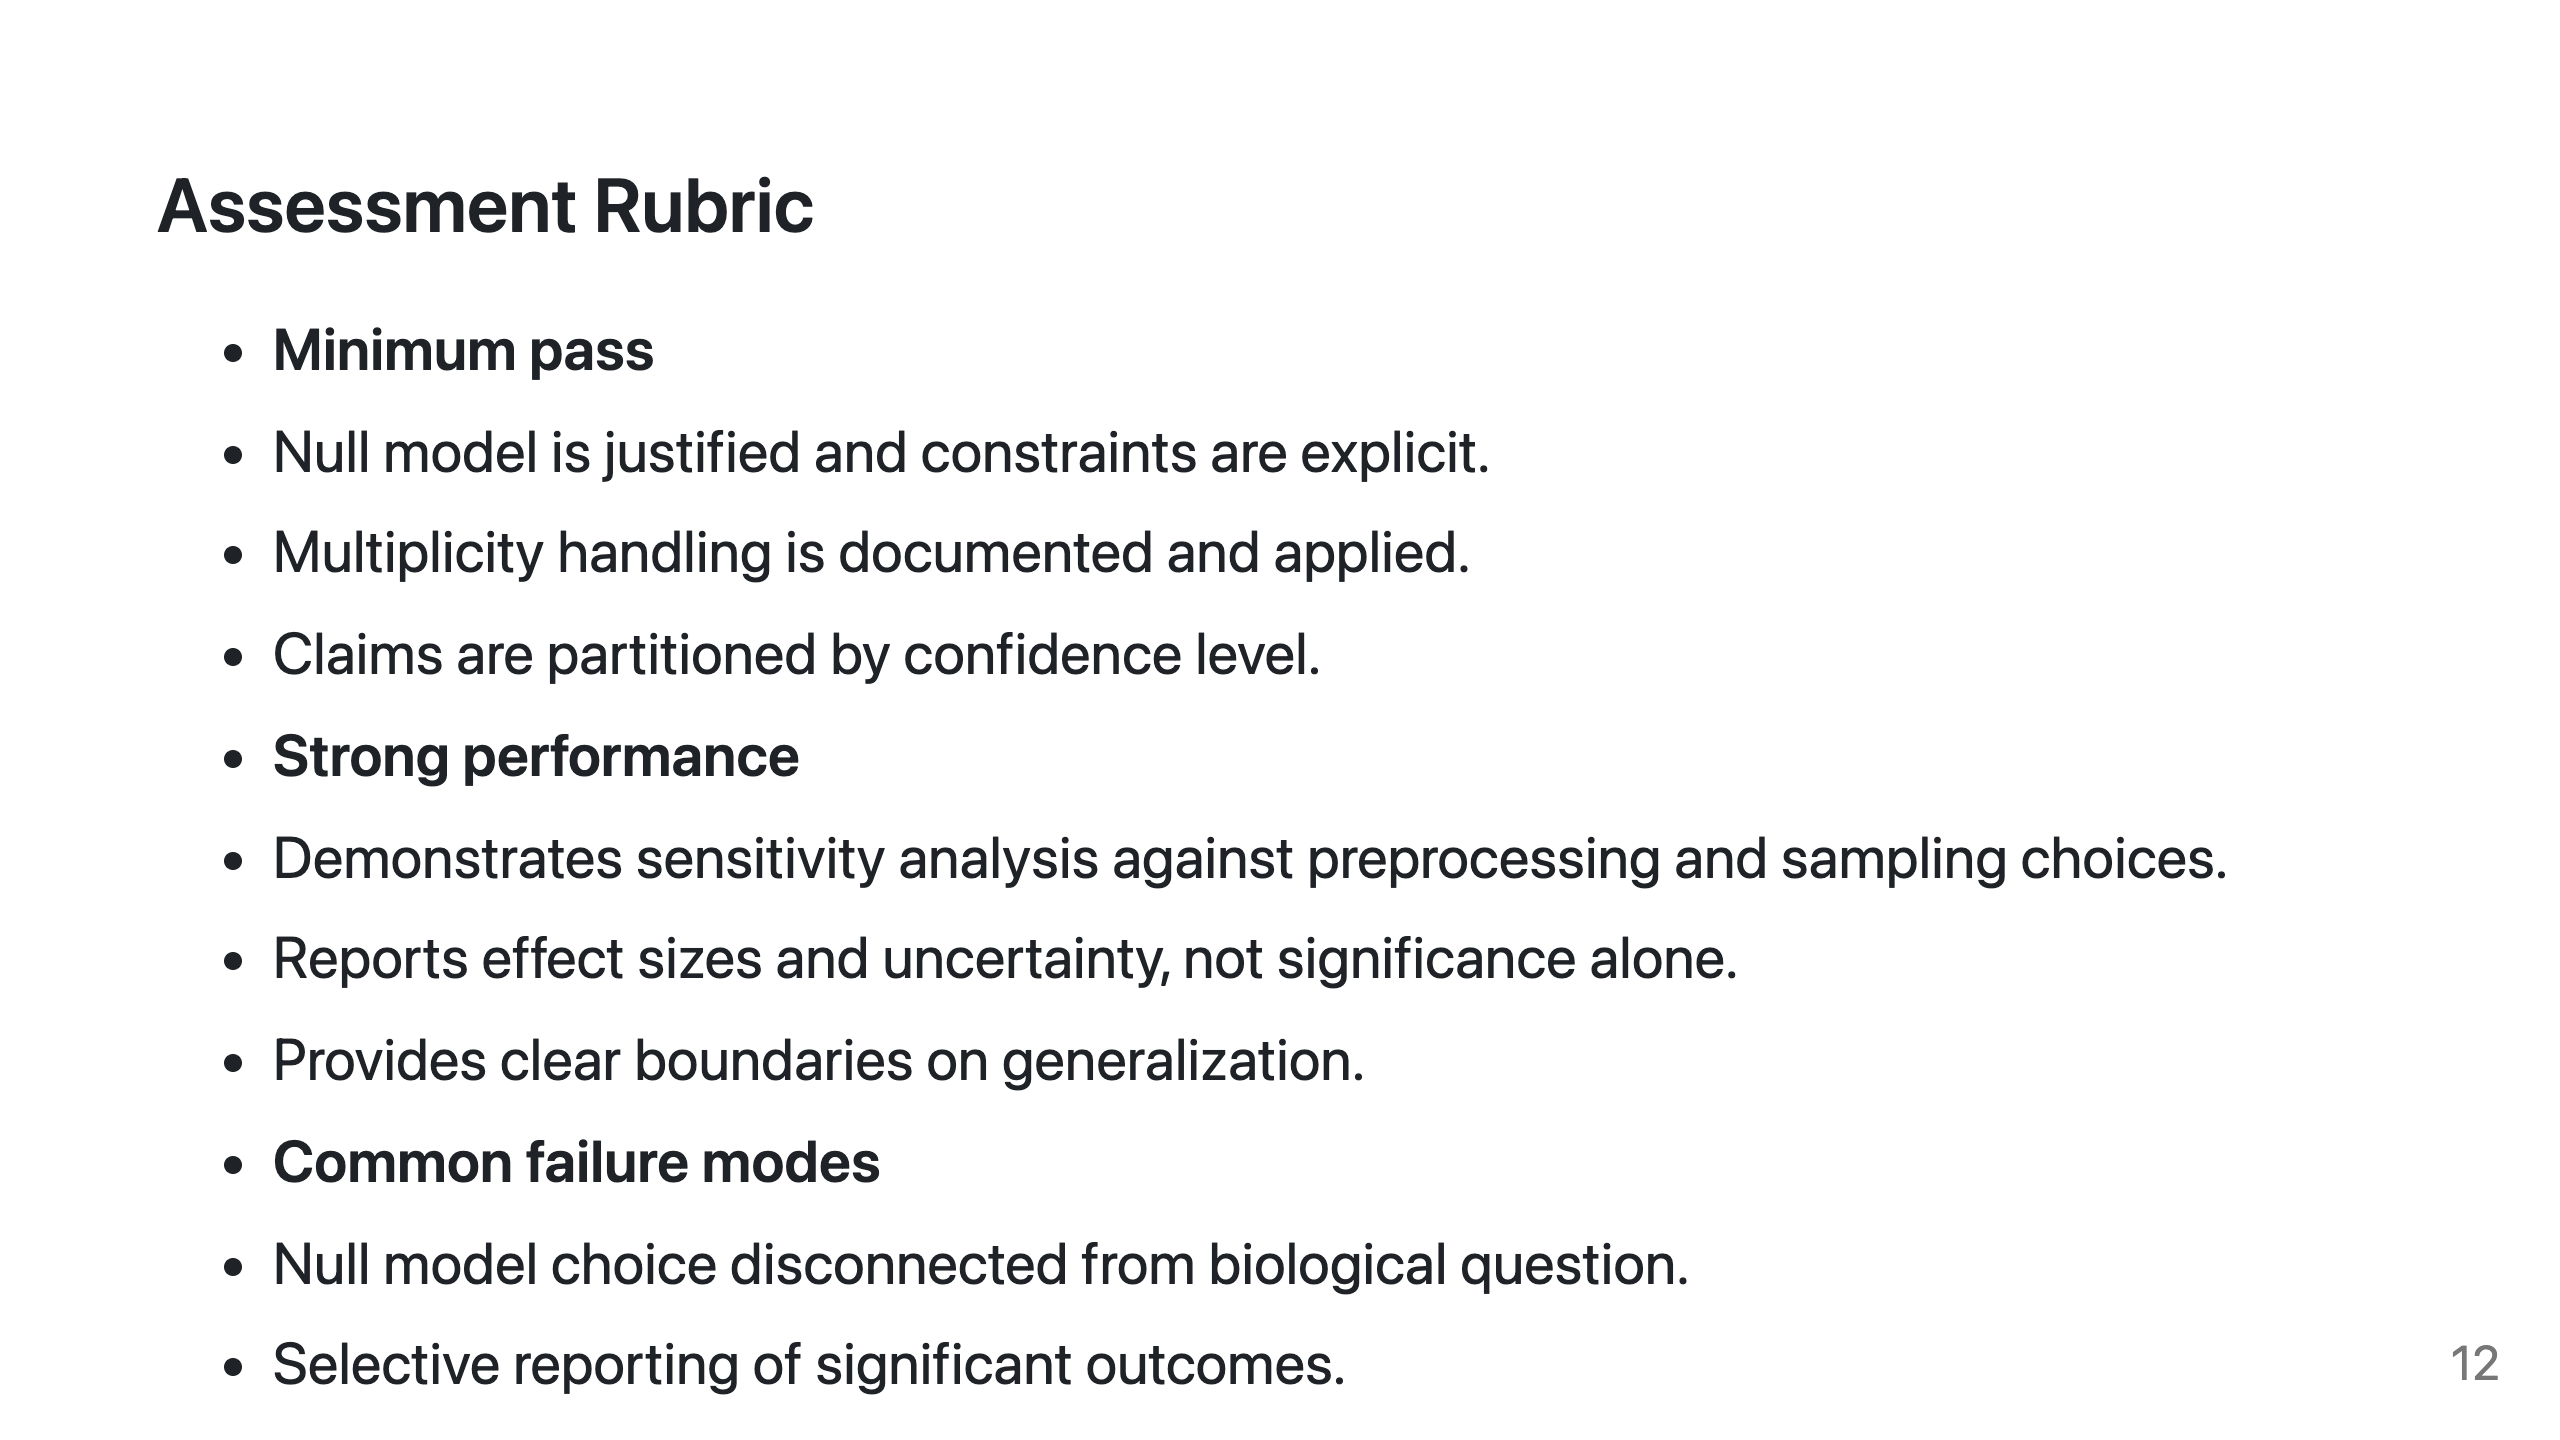 Assessment Rubric
• Minimum pass
• Null model is justified and constraints are explicit.
• Multiplicity handling is documented and applied.
• Claims are partitioned by confidence level.
• Strong performance
• Demonstrates sensitivity analysis against preprocessing and sampling choices.
• Reports effect sizes and uncertainty, not significance alone.
• Provides clear boundaries on generalization.
• Common failure modes
• Null model choice disconnected from biological question.
• Selective reporting of significant outcomes.
12